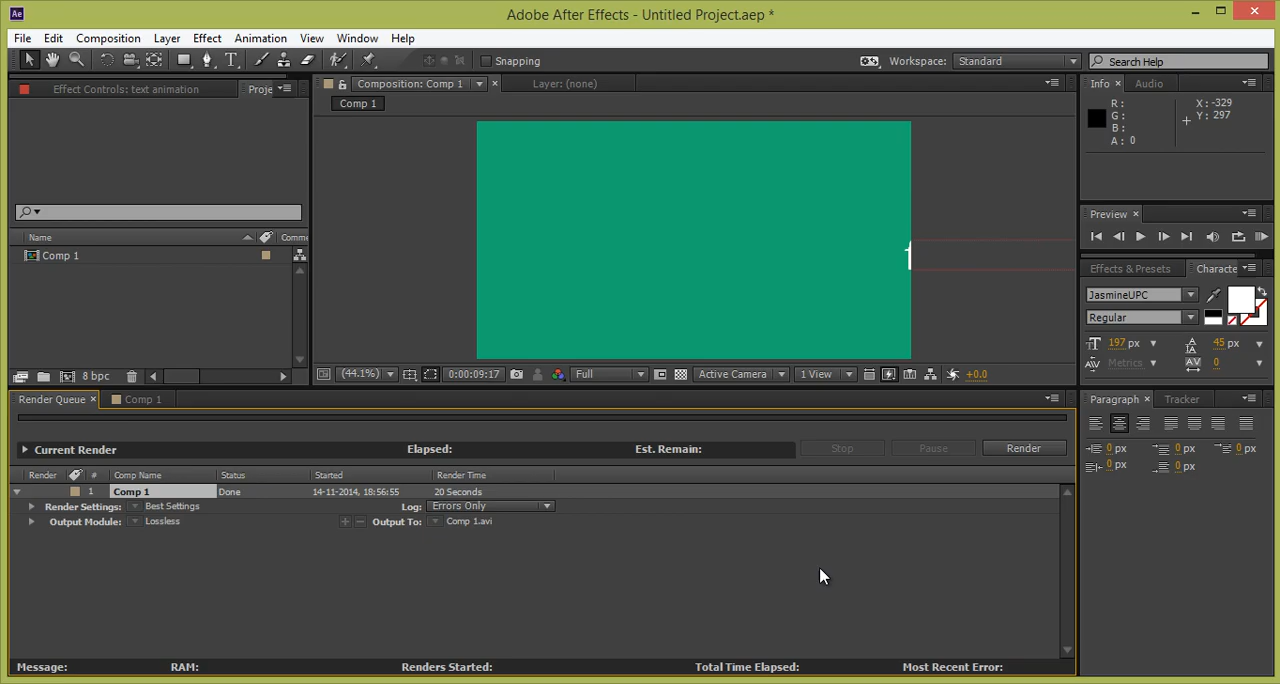 Ae
Adobe After Effects - Untitled Project.aep *
File Edit Composition Layer Effect Animation View Window Help
T Snapping Workspace: Standard Search Help
Effect Controls: text animation Proje Composition: Comp 1 × Layer: (none) Info × Audio
Comp 1
R :
G :
B :
A : 0
X : -329
Y : 297
f
Preview ×
Name Comme
Comp 1
Effects & Presets Characte
JasmineUPC
Regular
197 px 45 px
Metrics 0
8 bpc
(44.1%) 0:00:09:17 Full Active Camera 1 View +0.0
Render Queue × Comp 1 Paragraph × Tracker
Current Render Elapsed: Est. Remain: Stop Pause Render
0 px 0 px 0 px
0 px 0 px
Render # Comp Name Status Started Render Time
1 Comp 1 Done 14-11-2014, 18:56:55 20 Seconds
Render Settings: Best Settings Log: Errors Only
Output Module: Lossless + − Output To: Comp 1.avi
Message: RAM: Renders Started: Total Time Elapsed: Most Recent Error: